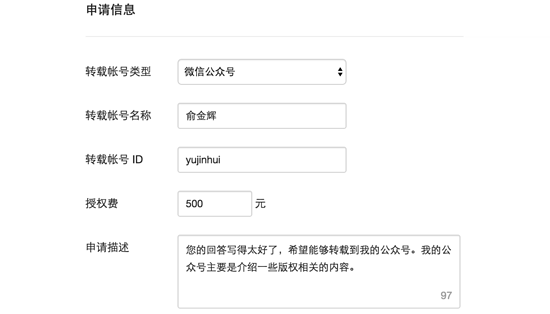 申请信息
转载帐号类型 微信公众号
转载帐号名称 俞金辉
转载帐号 ID yujinhui
授权费 500 元
申请描述 您的回答写得太好了，希望能够转载到我的公众号。我的公
众号主要是介绍一些版权相关的内容。
97